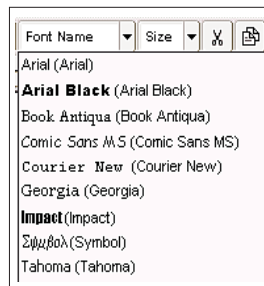 Font Name Size
Arial (Arial)
Arial Black (Arial Black)
Book Antiqua (Book Antiqua)
Comic Sans MS (Comic Sans MS)
Courier New (Courier New)
Georgia (Georgia)
Impact (Impact)
Σψμβολ (Symbol)
Tahoma (Tahoma)